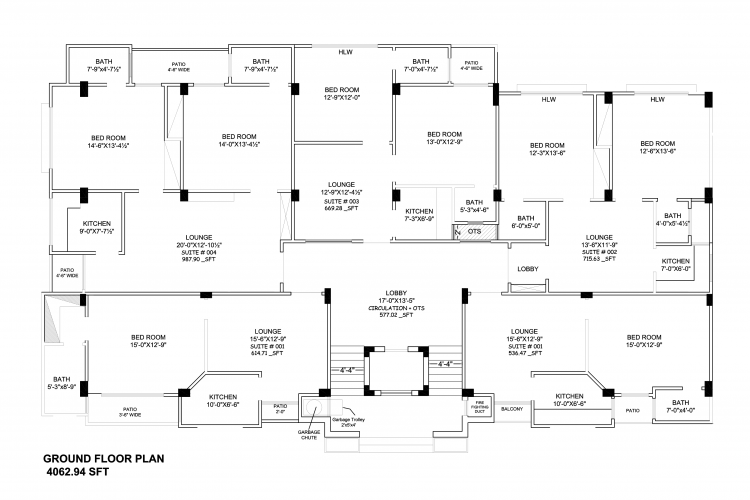 HLW
BATH
7'-9"x4'-7½"
PATIO
4'-6" WIDE
BATH
7'-9"x4'-7½"
BATH
7'-0"x4'-7½"
PATIO
4'-6" WIDE
BED ROOM
14'-6"X13'-4½"
BED ROOM
14'-0"X13'-4½"
BED ROOM
12'-9"X12'-0"
BED ROOM
13'-0"X12'-9"
HLW
BED ROOM
12'-3"X13'-6"
HLW
BED ROOM
12'-6"X13'-6"
LOUNGE
12'-9"X12'-4½"
SUITE # 003
669.28 _SFT
KITCHEN
7'-3"X6'-9"
BATH
5'-3"x4'-6"
OTS
BATH
6'-0"x5'-0"
BATH
4'-0"x5'-4½"
KITCHEN
9'-0"X7'-7½"
LOUNGE
20'-0"X12'-10½"
SUITE # 004
987.90 _SFT
LOUNGE
13'-6"X11'-9"
SUITE # 002
715.63 _SFT
KITCHEN
7'-0"X6'-0"
PATIO
4'-6" WIDE
LOBBY
LOBBY
17'-0"X13'-5"
CIRCULATION + OTS
577.02 _SFT
BED ROOM
15'-0"X12'-9"
LOUNGE
15'-6"X12'-9"
SUITE # 001
614.71 _SFT
LOUNGE
15'-6"X12'-9"
SUITE # 001
536.47 _SFT
BED ROOM
15'-0"X12'-9"
4'-4"
4'-4"
BATH
5'-3"x8'-9"
KITCHEN
10'-0"X6'-6"
PATIO
2'-0"
PATIO
3'-6" WIDE
GARBAGE
CHUTE
Garbage Trolley
2'x5'x4'
FIRE
FIGHTING
DUCT
BALCONY
KITCHEN
10'-0"X6'-6"
PATIO
BATH
7'-0"x4'-0"
GROUND FLOOR PLAN
4062.94 SFT